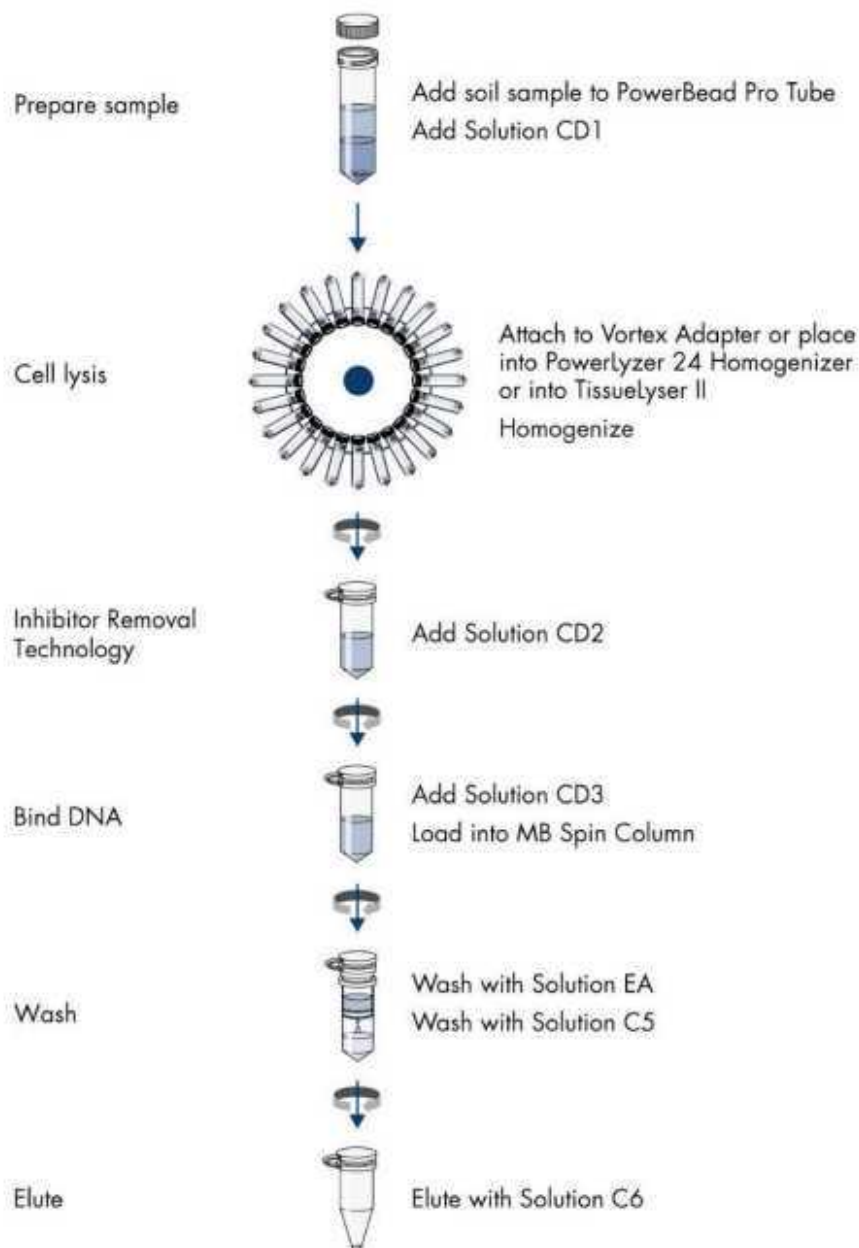 Prepare sample
Add soil sample to PowerBead Pro Tube
Add Solution CD1
Cell lysis
Attach to Vortex Adapter or place
into PowerLyzer 24 Homogenizer
or into TissueLyser II
Homogenize
Inhibitor Removal
Technology
Add Solution CD2
Bind DNA
Add Solution CD3
Load into MB Spin Column
Wash
Wash with Solution EA
Wash with Solution C5
Elute
Elute with Solution C6